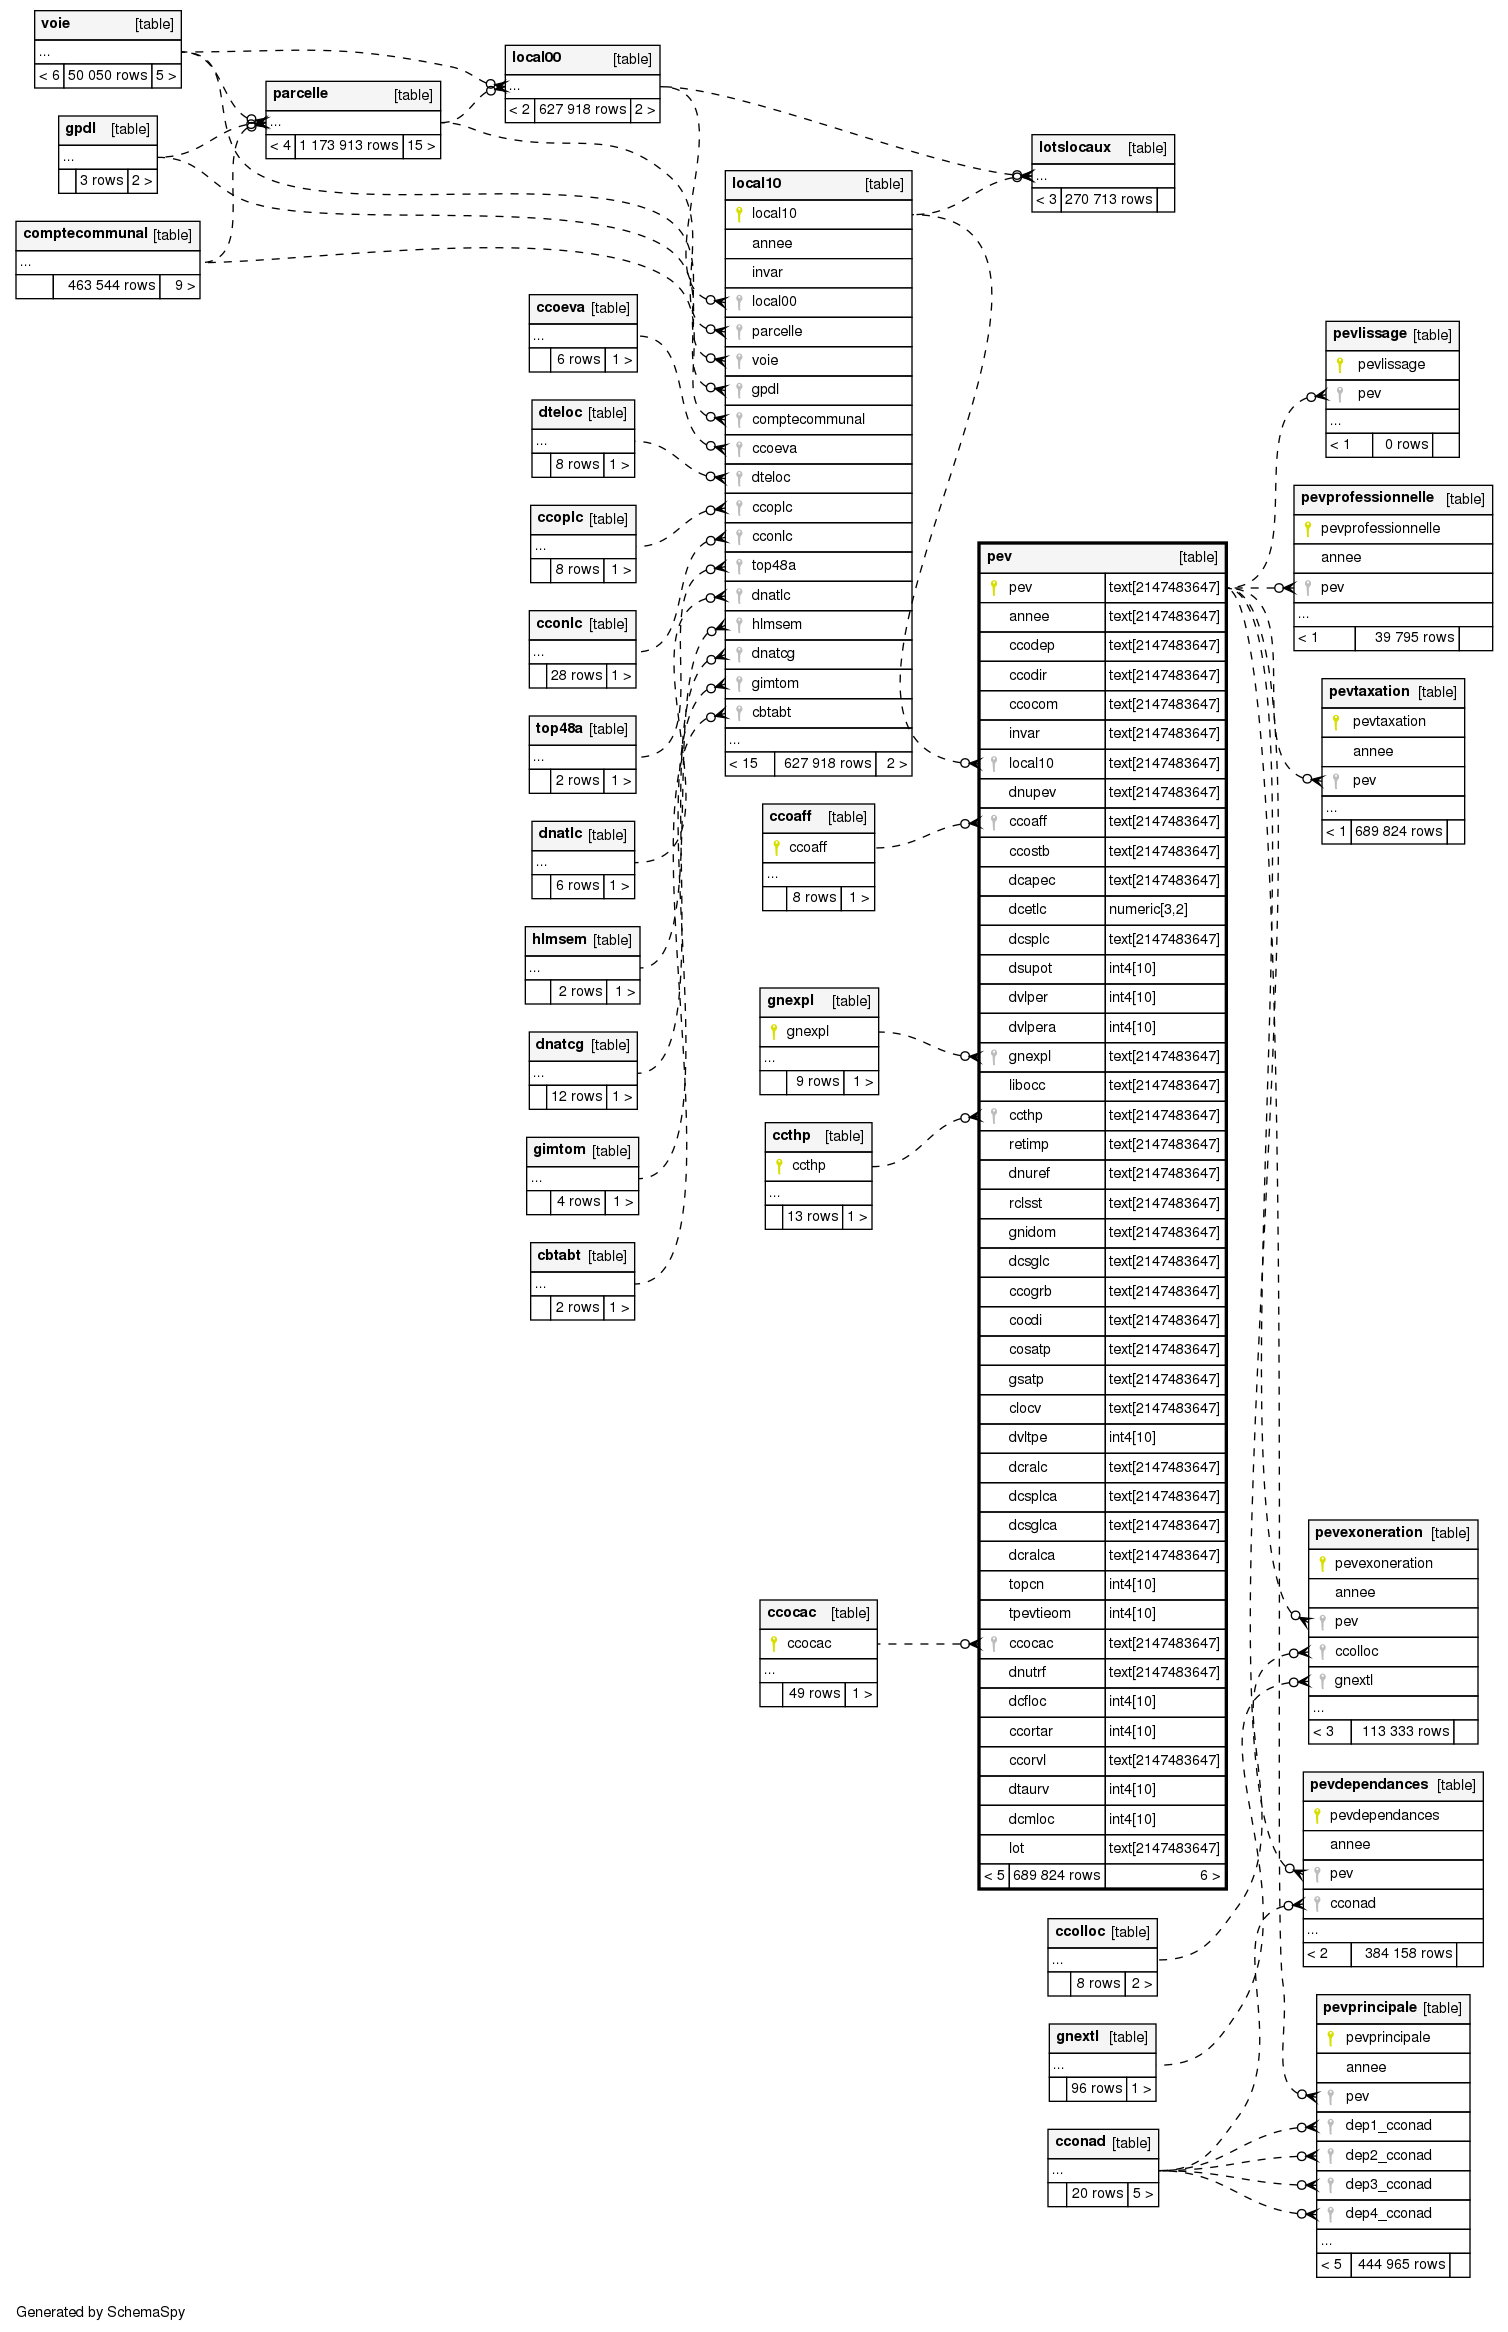 voie [table]
...
< 6 50 050 rows 5 >
gpdl [table]
...
3 rows 2 >
comptecommunal [table]
...
463 544 rows 9 >
parcelle [table]
...
< 4 1 173 913 rows 15 >
local00 [table]
...
< 2 627 918 rows 2 >
lotslocaux [table]
...
< 3 270 713 rows
ccoeva [table]
...
6 rows 1 >
dteloc [table]
...
8 rows 1 >
ccoplc [table]
...
8 rows 1 >
cconlc [table]
...
28 rows 1 >
top48a [table]
...
2 rows 1 >
dnatlc [table]
...
6 rows 1 >
hlmsem [table]
...
2 rows 1 >
dnatcg [table]
...
12 rows 1 >
gimtom [table]
...
4 rows 1 >
cbtabt [table]
...
2 rows 1 >
local10 [table]
local10
annee
invar
local00
parcelle
voie
gpdl
comptecommunal
ccoeva
dteloc
ccoplc
cconlc
top48a
dnatlc
hlmsem
dnatcg
gimtom
cbtabt
...
< 15 627 918 rows 2 >
ccoaff [table]
ccoaff
...
8 rows 1 >
gnexpl [table]
gnexpl
...
9 rows 1 >
ccthp [table]
ccthp
...
13 rows 1 >
ccocac [table]
ccocac
...
49 rows 1 >
pev [table]
pev text[2147483647]
annee text[2147483647]
ccodep text[2147483647]
ccodir text[2147483647]
ccocom text[2147483647]
invar text[2147483647]
local10 text[2147483647]
dnupev text[2147483647]
ccoaff text[2147483647]
ccostb text[2147483647]
dcapec text[2147483647]
dcetlc numeric[3,2]
dcsplc text[2147483647]
dsupot int4[10]
dvlper int4[10]
dvlpera int4[10]
gnexpl text[2147483647]
libocc text[2147483647]
ccthp text[2147483647]
retimp text[2147483647]
dnuref text[2147483647]
rclsst text[2147483647]
gnidom text[2147483647]
dcsglc text[2147483647]
ccogrb text[2147483647]
cocdi text[2147483647]
cosatp text[2147483647]
gsatp text[2147483647]
clocv text[2147483647]
dvltpe int4[10]
dcralc text[2147483647]
dcsplca text[2147483647]
dcsglca text[2147483647]
dcralca text[2147483647]
topcn int4[10]
tpevtieom int4[10]
ccocac text[2147483647]
dnutrf text[2147483647]
dcfloc int4[10]
ccortar int4[10]
ccorvl text[2147483647]
dtaurv int4[10]
dcmloc int4[10]
lot text[2147483647]
< 5 689 824 rows 6 >
ccolloc [table]
...
8 rows 2 >
gnextl [table]
...
96 rows 1 >
cconad [table]
...
20 rows 5 >
pevlissage [table]
pevlissage
pev
...
< 1 0 rows
pevprofessionnelle [table]
pevprofessionnelle
annee
pev
...
< 1 39 795 rows
pevtaxation [table]
pevtaxation
annee
pev
...
< 1 689 824 rows
pevexoneration [table]
pevexoneration
annee
pev
ccolloc
gnextl
...
< 3 113 333 rows
pevdependances [table]
pevdependances
annee
pev
cconad
...
< 2 384 158 rows
pevprincipale [table]
pevprincipale
annee
pev
dep1_cconad
dep2_cconad
dep3_cconad
dep4_cconad
...
< 5 444 965 rows
Generated by SchemaSpy